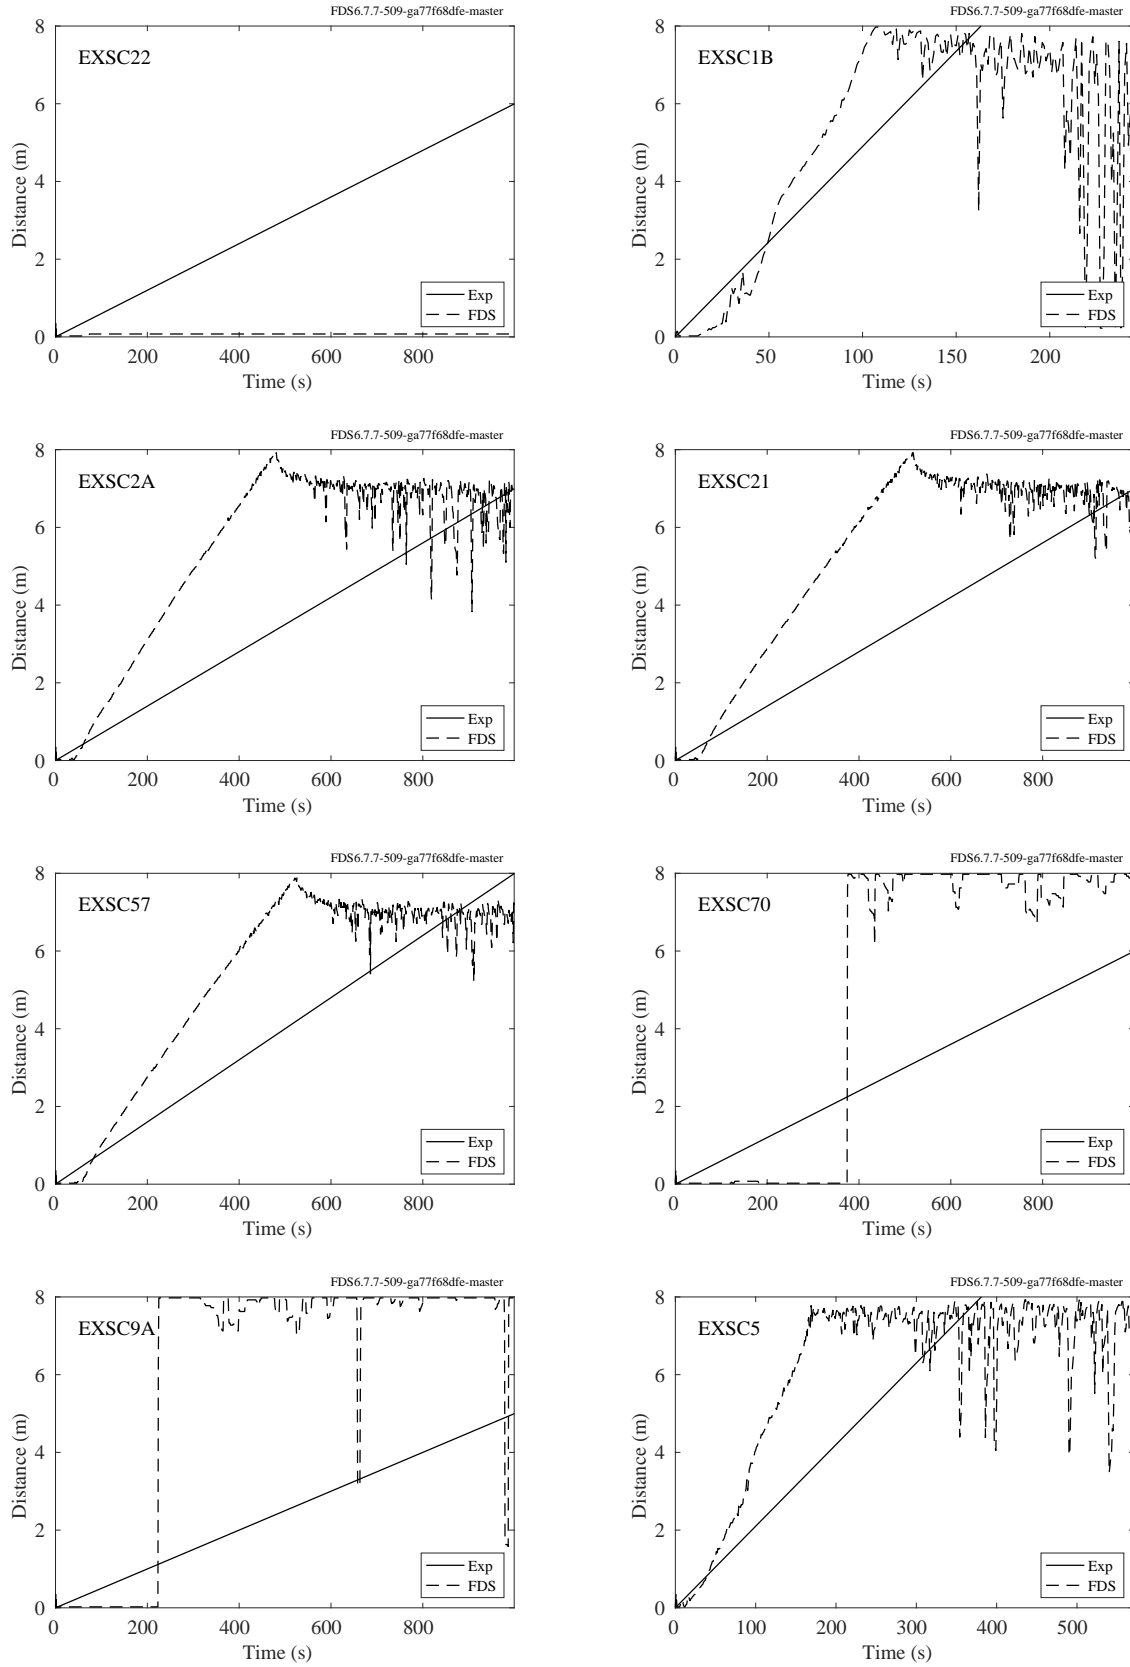 FDS6.7.7-509-ga77f68dfe-master
EXSC22
Distance (m)
8
6
4
2
0
0 200 400 600 800
Time (s)
Exp
FDS
FDS6.7.7-509-ga77f68dfe-master
EXSC1B
Distance (m)
8
6
4
2
0
0 50 100 150 200
Time (s)
Exp
FDS
FDS6.7.7-509-ga77f68dfe-master
EXSC2A
Distance (m)
8
6
4
2
0
0 200 400 600 800
Time (s)
Exp
FDS
FDS6.7.7-509-ga77f68dfe-master
EXSC21
Distance (m)
8
6
4
2
0
0 200 400 600 800
Time (s)
Exp
FDS
FDS6.7.7-509-ga77f68dfe-master
EXSC57
Distance (m)
8
6
4
2
0
0 200 400 600 800
Time (s)
Exp
FDS
FDS6.7.7-509-ga77f68dfe-master
EXSC70
Distance (m)
8
6
4
2
0
0 200 400 600 800
Time (s)
Exp
FDS
FDS6.7.7-509-ga77f68dfe-master
EXSC9A
Distance (m)
8
6
4
2
0
0 200 400 600 800
Time (s)
Exp
FDS
FDS6.7.7-509-ga77f68dfe-master
EXSC5
Distance (m)
8
6
4
2
0
0 100 200 300 400 500
Time (s)
Exp
FDS